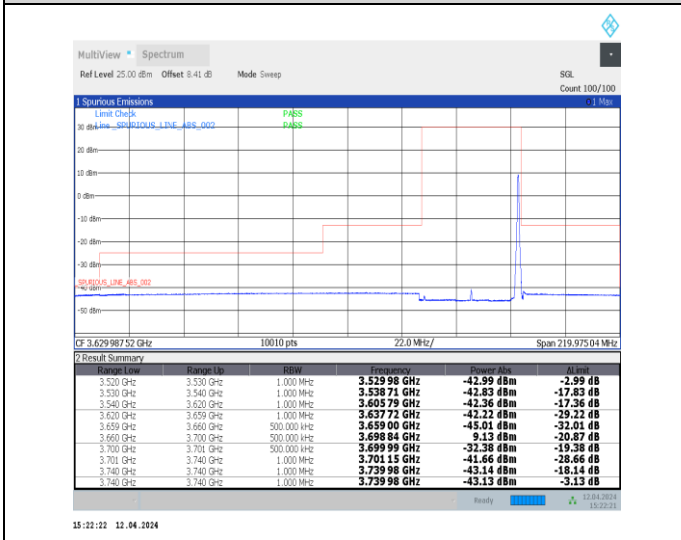 MultiView Spectrum
Ref Level 25.00 dBm Offset 8.41 dB Mode Sweep SGL
Count 100/100
1 Spurious Emissions 1 Max
Limit Check PASS
Line _SPURIOUS_LINE_ABS_002 PASS
30 dBm
20 dBm
10 dBm
0 dBm
-10 dBm
-20 dBm
-30 dBm
_SPURIOUS_LINE_ABS_002
-40 dBm
-50 dBm
CF 3.629 987 52 GHz 10010 pts 22.0 MHz/ Span 219.975 04 MHz
2 Result Summary
Range Low Range Up RBW Frequency Power Abs ΔLimit
3.520 GHz 3.530 GHz 1.000 MHz 3.529 98 GHz -42.99 dBm -2.99 dB
3.530 GHz 3.540 GHz 1.000 MHz 3.538 71 GHz -42.83 dBm -17.83 dB
3.540 GHz 3.620 GHz 1.000 MHz 3.605 79 GHz -42.36 dBm -17.36 dB
3.620 GHz 3.659 GHz 1.000 MHz 3.637 72 GHz -42.22 dBm -29.22 dB
3.659 GHz 3.660 GHz 500.000 kHz 3.659 00 GHz -45.01 dBm -32.01 dB
3.660 GHz 3.700 GHz 500.000 kHz 3.698 84 GHz 9.13 dBm -20.87 dB
3.700 GHz 3.701 GHz 500.000 kHz 3.699 99 GHz -32.38 dBm -19.38 dB
3.701 GHz 3.740 GHz 1.000 MHz 3.701 15 GHz -41.66 dBm -28.66 dB
3.740 GHz 3.740 GHz 1.000 MHz 3.739 98 GHz -43.14 dBm -18.14 dB
3.740 GHz 3.740 GHz 1.000 MHz 3.739 98 GHz -43.13 dBm -3.13 dB
Ready 12.04.2024
15:22:21
15:22:22 12.04.2024